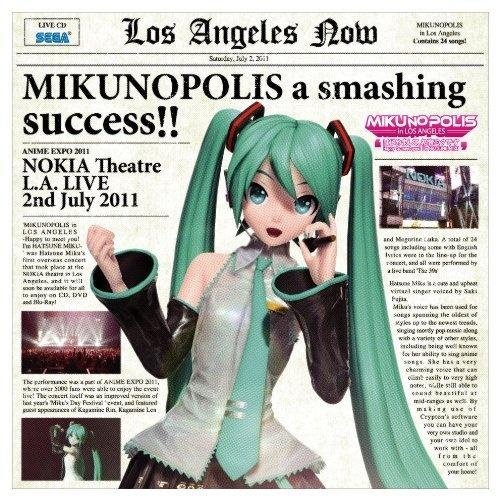 LIVE CD
SEGA
Los Angeles Now
MIKUNOPOLIS
in Los Angeles
Contains 24 songs!
Saturday, July 2, 2011
MIKUNOPOLIS a smashing
success!!
ANIME EXPO 2011
NOKIA Theatre
L.A. LIVE
2nd July 2011
MIKUNOPOLIS
in LOS ANGELES
NOKIA
'MIKUNOPOLIS in
LOS ANGELES
-Happy to meet you!
I'm HATSUNE MIKU-
' was Hatsune Miku's
first overseas concert
that took place at the
NOKIA theatre in Los
Angeles, and it will
soon be available for all
to enjoy on CD, DVD
and Blu-Ray!
The performance was a part of ANIME EXPO 2011,
where over 5000 fans were able to enjoy the event
live! The concert itself was an improved version of
last year's 'Miku's Day Festival' event, and featured
guest appearances of Kagamine Rin, Kagamine Len
and Megurine Luka. A total of 24
songs including some with English
lyrics were in the line-up for the
concert, and all were performed by
a live band 'The 39s'
Hatsune Miku is a cute and upbeat
virtual singer voiced by Saki
Fujita.
Miku's voice has been used for
songs spanning the oldest of
styles up to the newest trends,
singing mostly pop music along
with a variety of other styles,
including being well known
for her ability to sing anime
songs. She has a very
charming voice that can
climb easily to very high
notes, while still able to
sound beautiful at
mid-ranges as well. By
making use of
Crypton's software
you can have your
very own studio and
your own idol to
work with - all
from the
comfort of
your home!